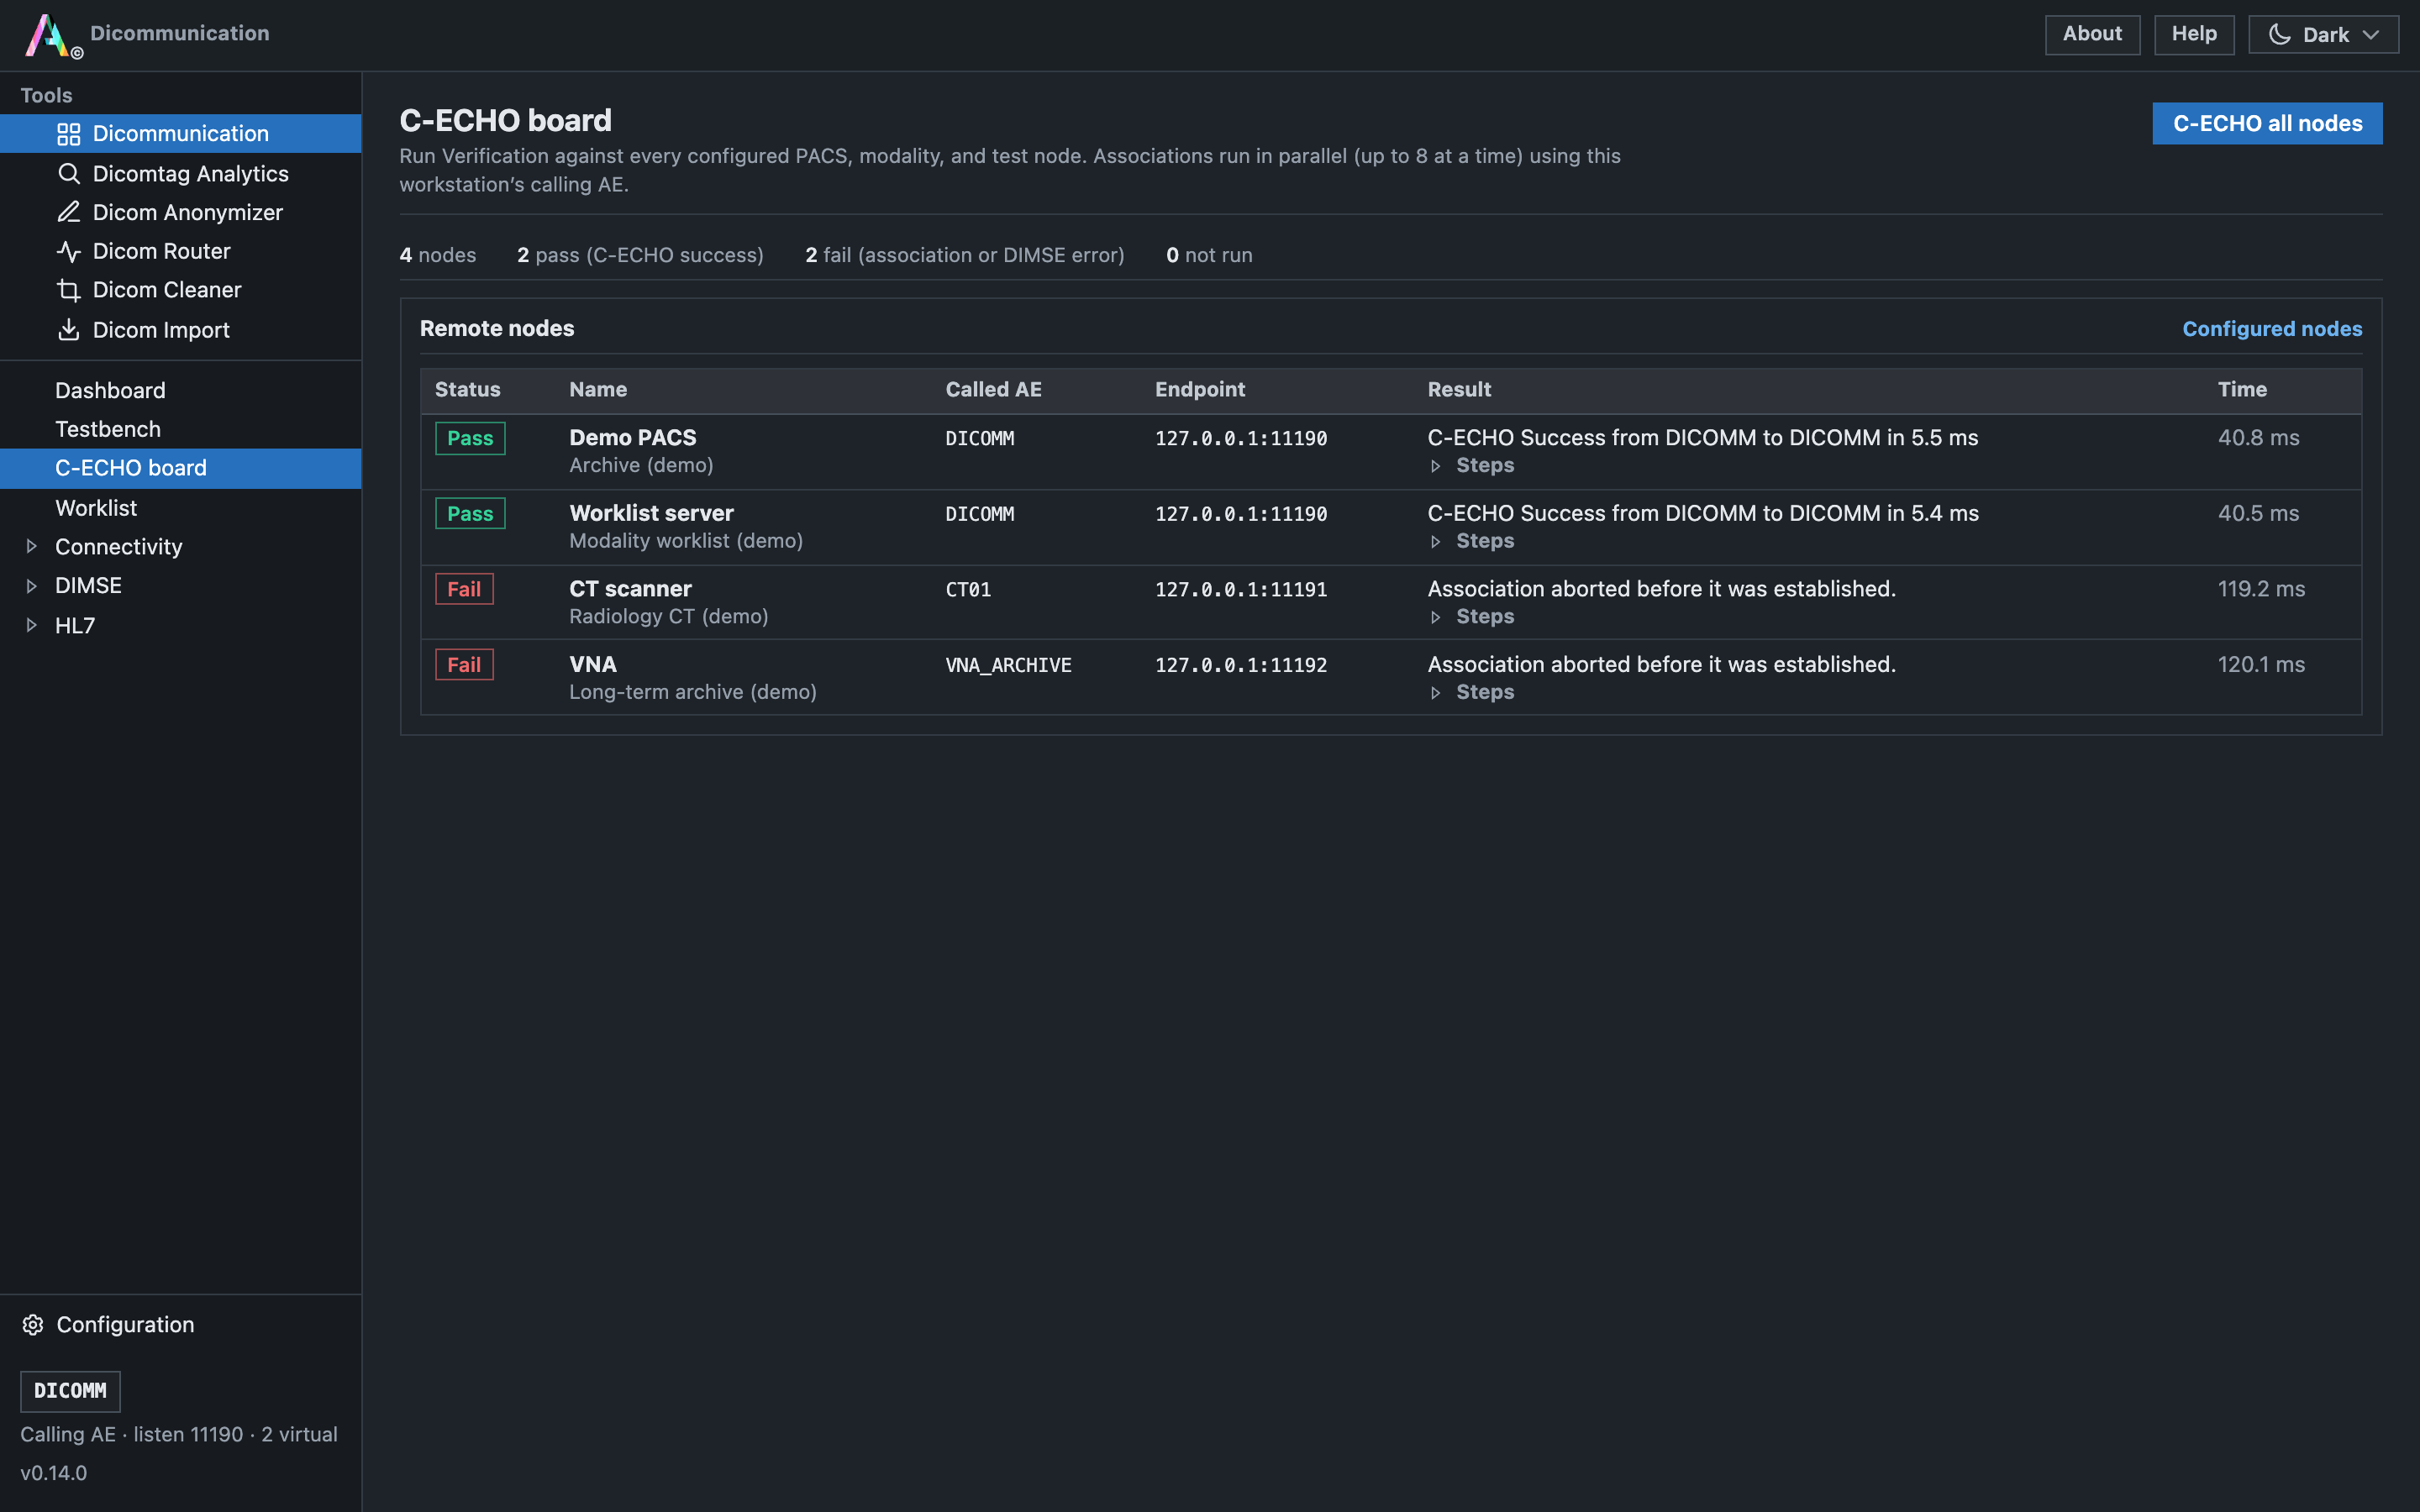 Dicommunication
About
Help
Dark
Tools
Dicommunication
Dicomtag Analytics
Dicom Anonymizer
Dicom Router
Dicom Cleaner
Dicom Import
Dashboard
Testbench
C-ECHO board
Worklist
Connectivity
DIMSE
HL7
Configuration
DICOMM
Calling AE · listen 11190 · 2 virtual
v0.14.0
C-ECHO board
C-ECHO all nodes
Run Verification against every configured PACS, modality, and test node. Associations run in parallel (up to 8 at a time) using this
workstation’s calling AE.
4 nodes 2 pass (C-ECHO success) 2 fail (association or DIMSE error) 0 not run
Remote nodes
Configured nodes
Status Name Called AE Endpoint Result Time
Pass Demo PACS DICOMM 127.0.0.1:11190 C-ECHO Success from DICOMM to DICOMM in 5.5 ms 40.8 ms
Archive (demo) Steps
Pass Worklist server DICOMM 127.0.0.1:11190 C-ECHO Success from DICOMM to DICOMM in 5.4 ms 40.5 ms
Modality worklist (demo) Steps
Fail CT scanner CT01 127.0.0.1:11191 Association aborted before it was established. 119.2 ms
Radiology CT (demo) Steps
Fail VNA VNA_ARCHIVE 127.0.0.1:11192 Association aborted before it was established. 120.1 ms
Long-term archive (demo) Steps